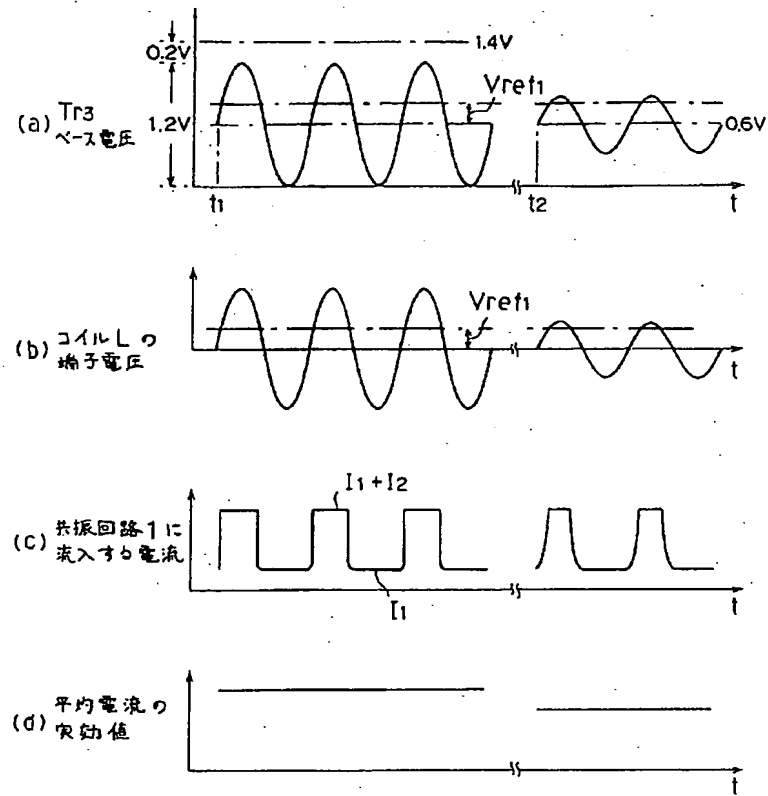 0.2V
1.4V
Vref1
(a) Tr3
ベース電圧
1.2V
0.6V
t1
t2
t
(b) コイルLの
端子電圧
Vref1
t
(c) 共振回路1に
流入する電流
I1+I2
I1
t
(d) 平均電流の
実効値
t